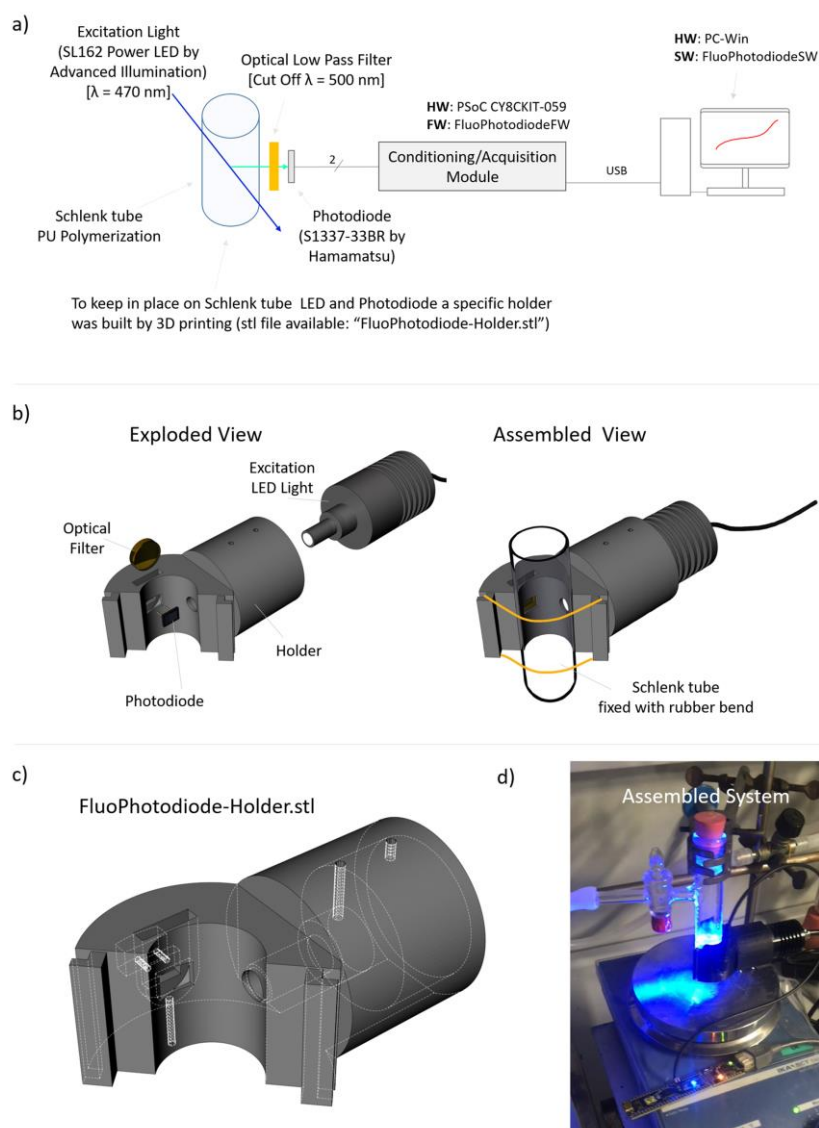 a)
Excitation Light
(SL162 Power LED by
Advanced Illumination)
[λ = 470 nm]
Optical Low Pass Filter
[Cut Off λ = 500 nm]
HW: PC-Win
SW: FluoPhotodiodeSW
HW: PSoC CY8CKIT-059
FW: FluoPhotodiodeFW
2
Conditioning/Acquisition
Module
USB
Schlenk tube
PU Polymerization
Photodiode
(S1337-33BR by
Hamamatsu)
To keep in place on Schlenk tube LED and Photodiode a specific holder
was built by 3D printing (stl file available: “FluoPhotodiode-Holder.stl”)
b)
Exploded View
Excitation
LED Light
Optical
Filter
Holder
Photodiode
Assembled View
Schlenk tube
fixed with rubber bend
c)
FluoPhotodiode-Holder.stl
d)
Assembled System